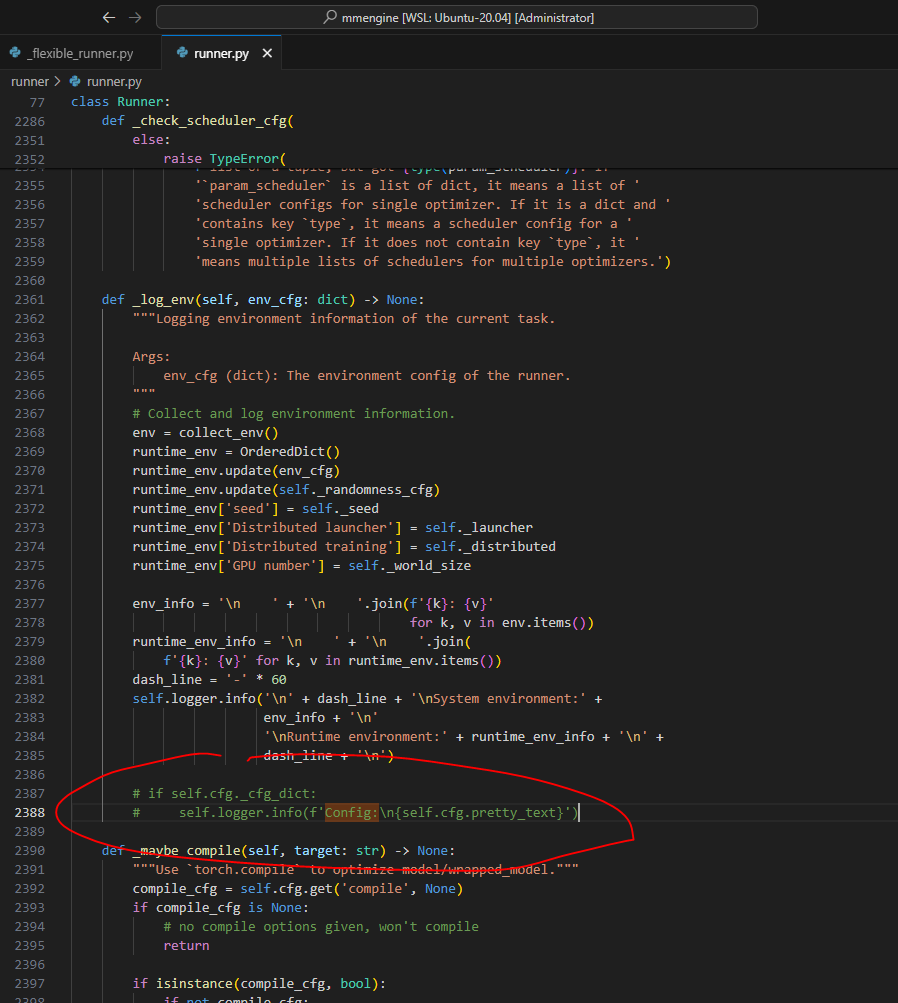 mmengine [WSL: Ubuntu-20.04] [Administrator]
_flexible_runner.py
runner.py
runner > runner.py
77 class Runner:
2286     def _check_scheduler_cfg(
2351         else:
2352             raise TypeError(
2355                 '`param_scheduler` is a list of dict, it means a list of '
2356                 'scheduler configs for single optimizer. If it is a dict and '
2357                 'contains key `type`, it means a scheduler config for a '
2358                 'single optimizer. If it does not contain key `type`, it '
2359                 'means multiple lists of schedulers for multiple optimizers.')
2360
2361     def _log_env(self, env_cfg: dict) -> None:
2362         """Logging environment information of the current task.
2363
2364         Args:
2365             env_cfg (dict): The environment config of the runner.
2366         """
2367         # Collect and log environment information.
2368         env = collect_env()
2369         runtime_env = OrderedDict()
2370         runtime_env.update(env_cfg)
2371         runtime_env.update(self._randomness_cfg)
2372         runtime_env['seed'] = self._seed
2373         runtime_env['Distributed launcher'] = self._launcher
2374         runtime_env['Distributed training'] = self._distributed
2375         runtime_env['GPU number'] = self._world_size
2376
2377         env_info = '\n    ' + '\n    '.join(f'{k}: {v}'
2378                                             for k, v in env.items())
2379         runtime_env_info = '\n    ' + '\n    '.join(
2380             f'{k}: {v}' for k, v in runtime_env.items())
2381         dash_line = '-' * 60
2382         self.logger.info('\n' + dash_line + '\nSystem environment:' +
2383                          env_info + '\n'
2384                          '\nRuntime environment:' + runtime_env_info + '\n' +
2385                          dash_line + '\n')
2386
2387         # if self.cfg._cfg_dict:
2388         #     self.logger.info(f'Config:\n{self.cfg.pretty_text}')
2389
2390     def _maybe_compile(self, target: str) -> None:
2391         """Use `torch.compile` to optimize model/wrapped_model."""
2392         compile_cfg = self.cfg.get('compile', None)
2393         if compile_cfg is None:
2394             # no compile options given, won't compile
2395             return
2396
2397         if isinstance(compile_cfg, bool):